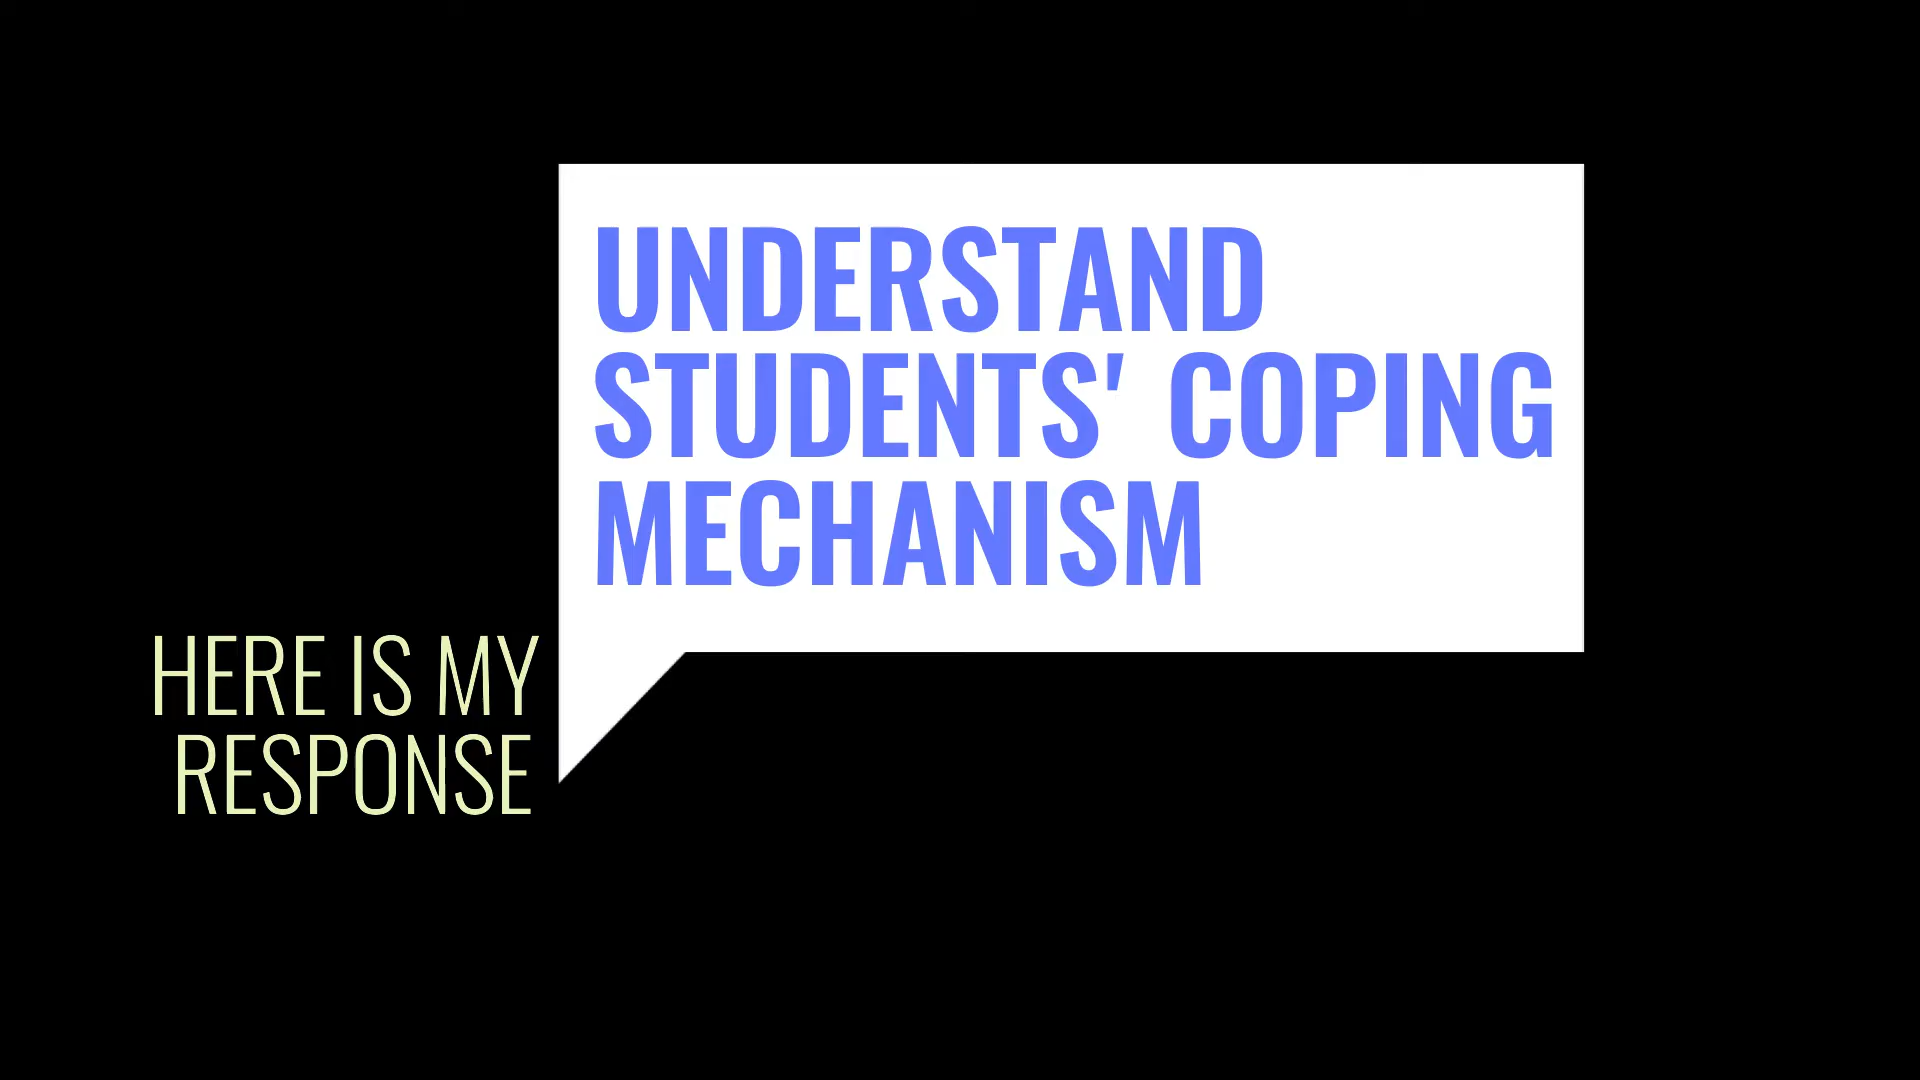 UNDERSTAND
STUDENTS' COPING
MECHANISM
HERE IS MY
RESPONSE